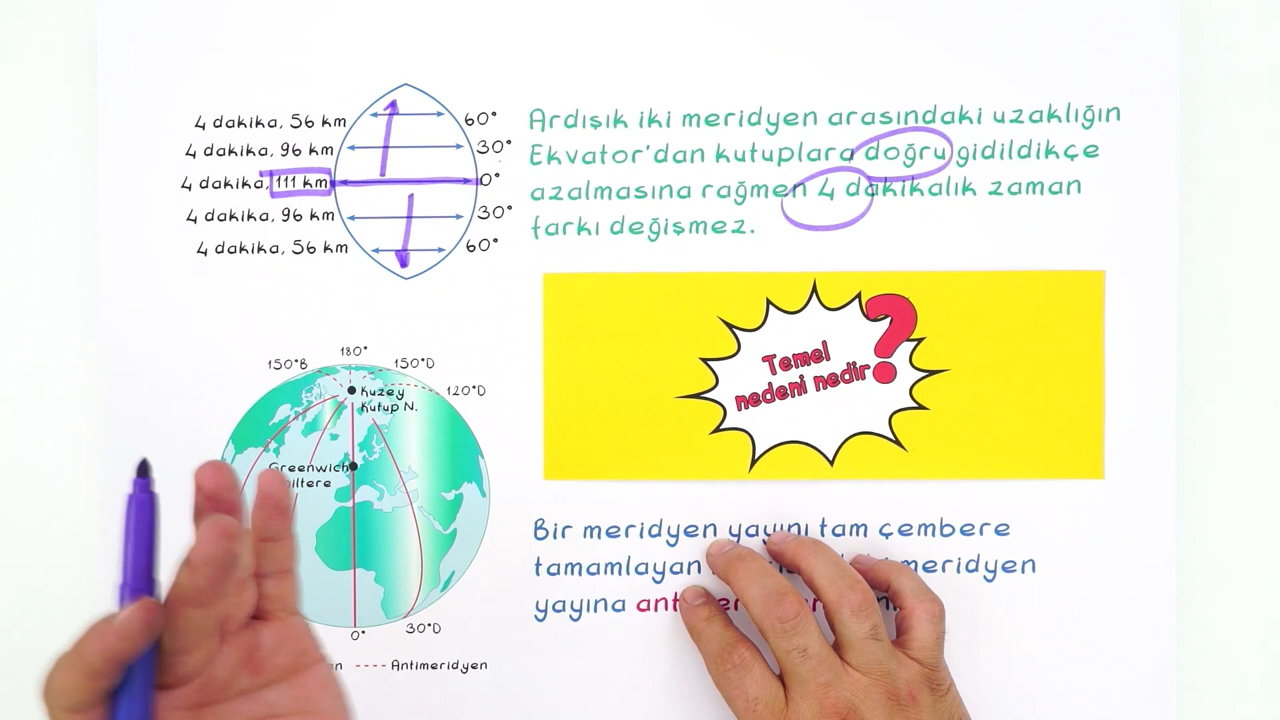 4 dakika, 56 km 60°
4 dakika, 96 km 30°
4 dakika, 111 km 0°
4 dakika, 96 km 30°
4 dakika, 56 km 60°
Ardışık iki meridyen arasındaki uzaklığın
Ekvator'dan kutuplara doğru gidildikçe
azalmasına rağmen 4 dakikalık zaman
farkı değişmez.
Temel
nedeni nedir?
180°
150°B 150°D
120°D
Kuzey
Kutup N.
Greenwich
0°
30°D
Antimeridyen
Bir meridyen yayını tam çembere
tamamlayan meridyen
yayına